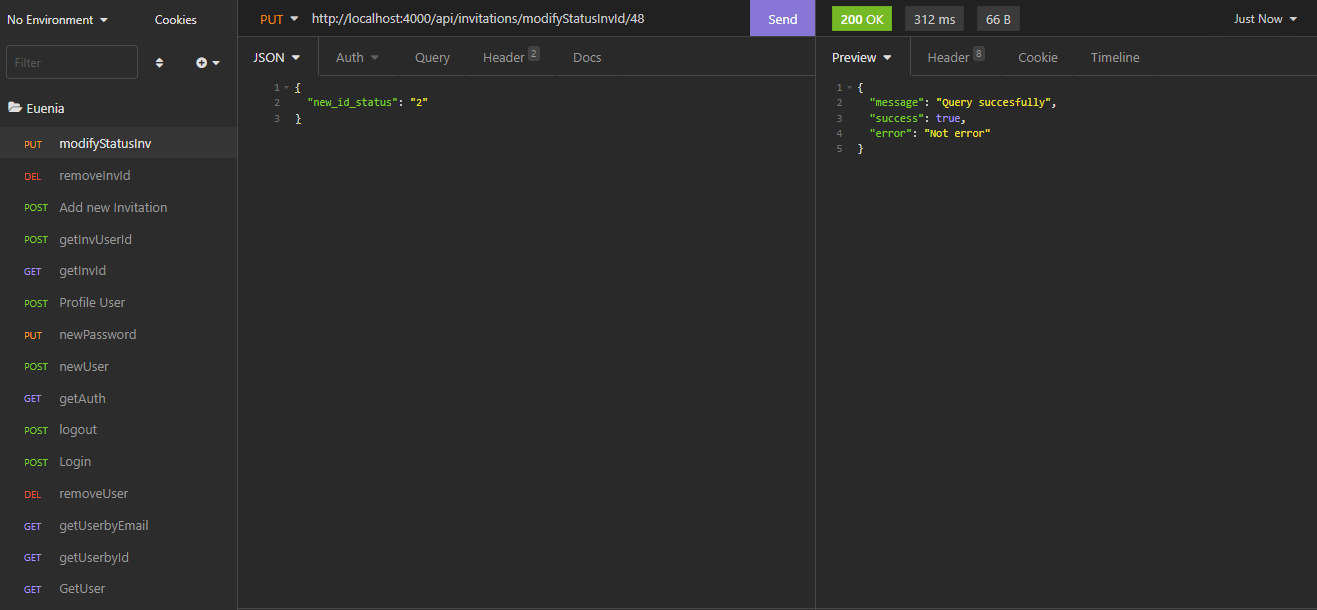 No Environment Cookies
PUT http://localhost:4000/api/invitations/modifyStatusInvId/48 Send 200 OK 312 ms 66 B Just Now
Filter
JSON Auth Query Header 2 Docs
Preview Header 8 Cookie Timeline
Euenia
PUT modifyStatusInv
DEL removeInvId
POST Add new Invitation
POST getInvUserId
GET getInvId
POST Profile User
PUT newPassword
POST newUser
GET getAuth
POST logout
POST Login
DEL removeUser
GET getUserbyEmail
GET getUserbyId
GET GetUser
1 {
2 "new_id_status": "2"
3 }
1 {
2 "message": "Query succesfully",
3 "success": true,
4 "error": "Not error"
5 }